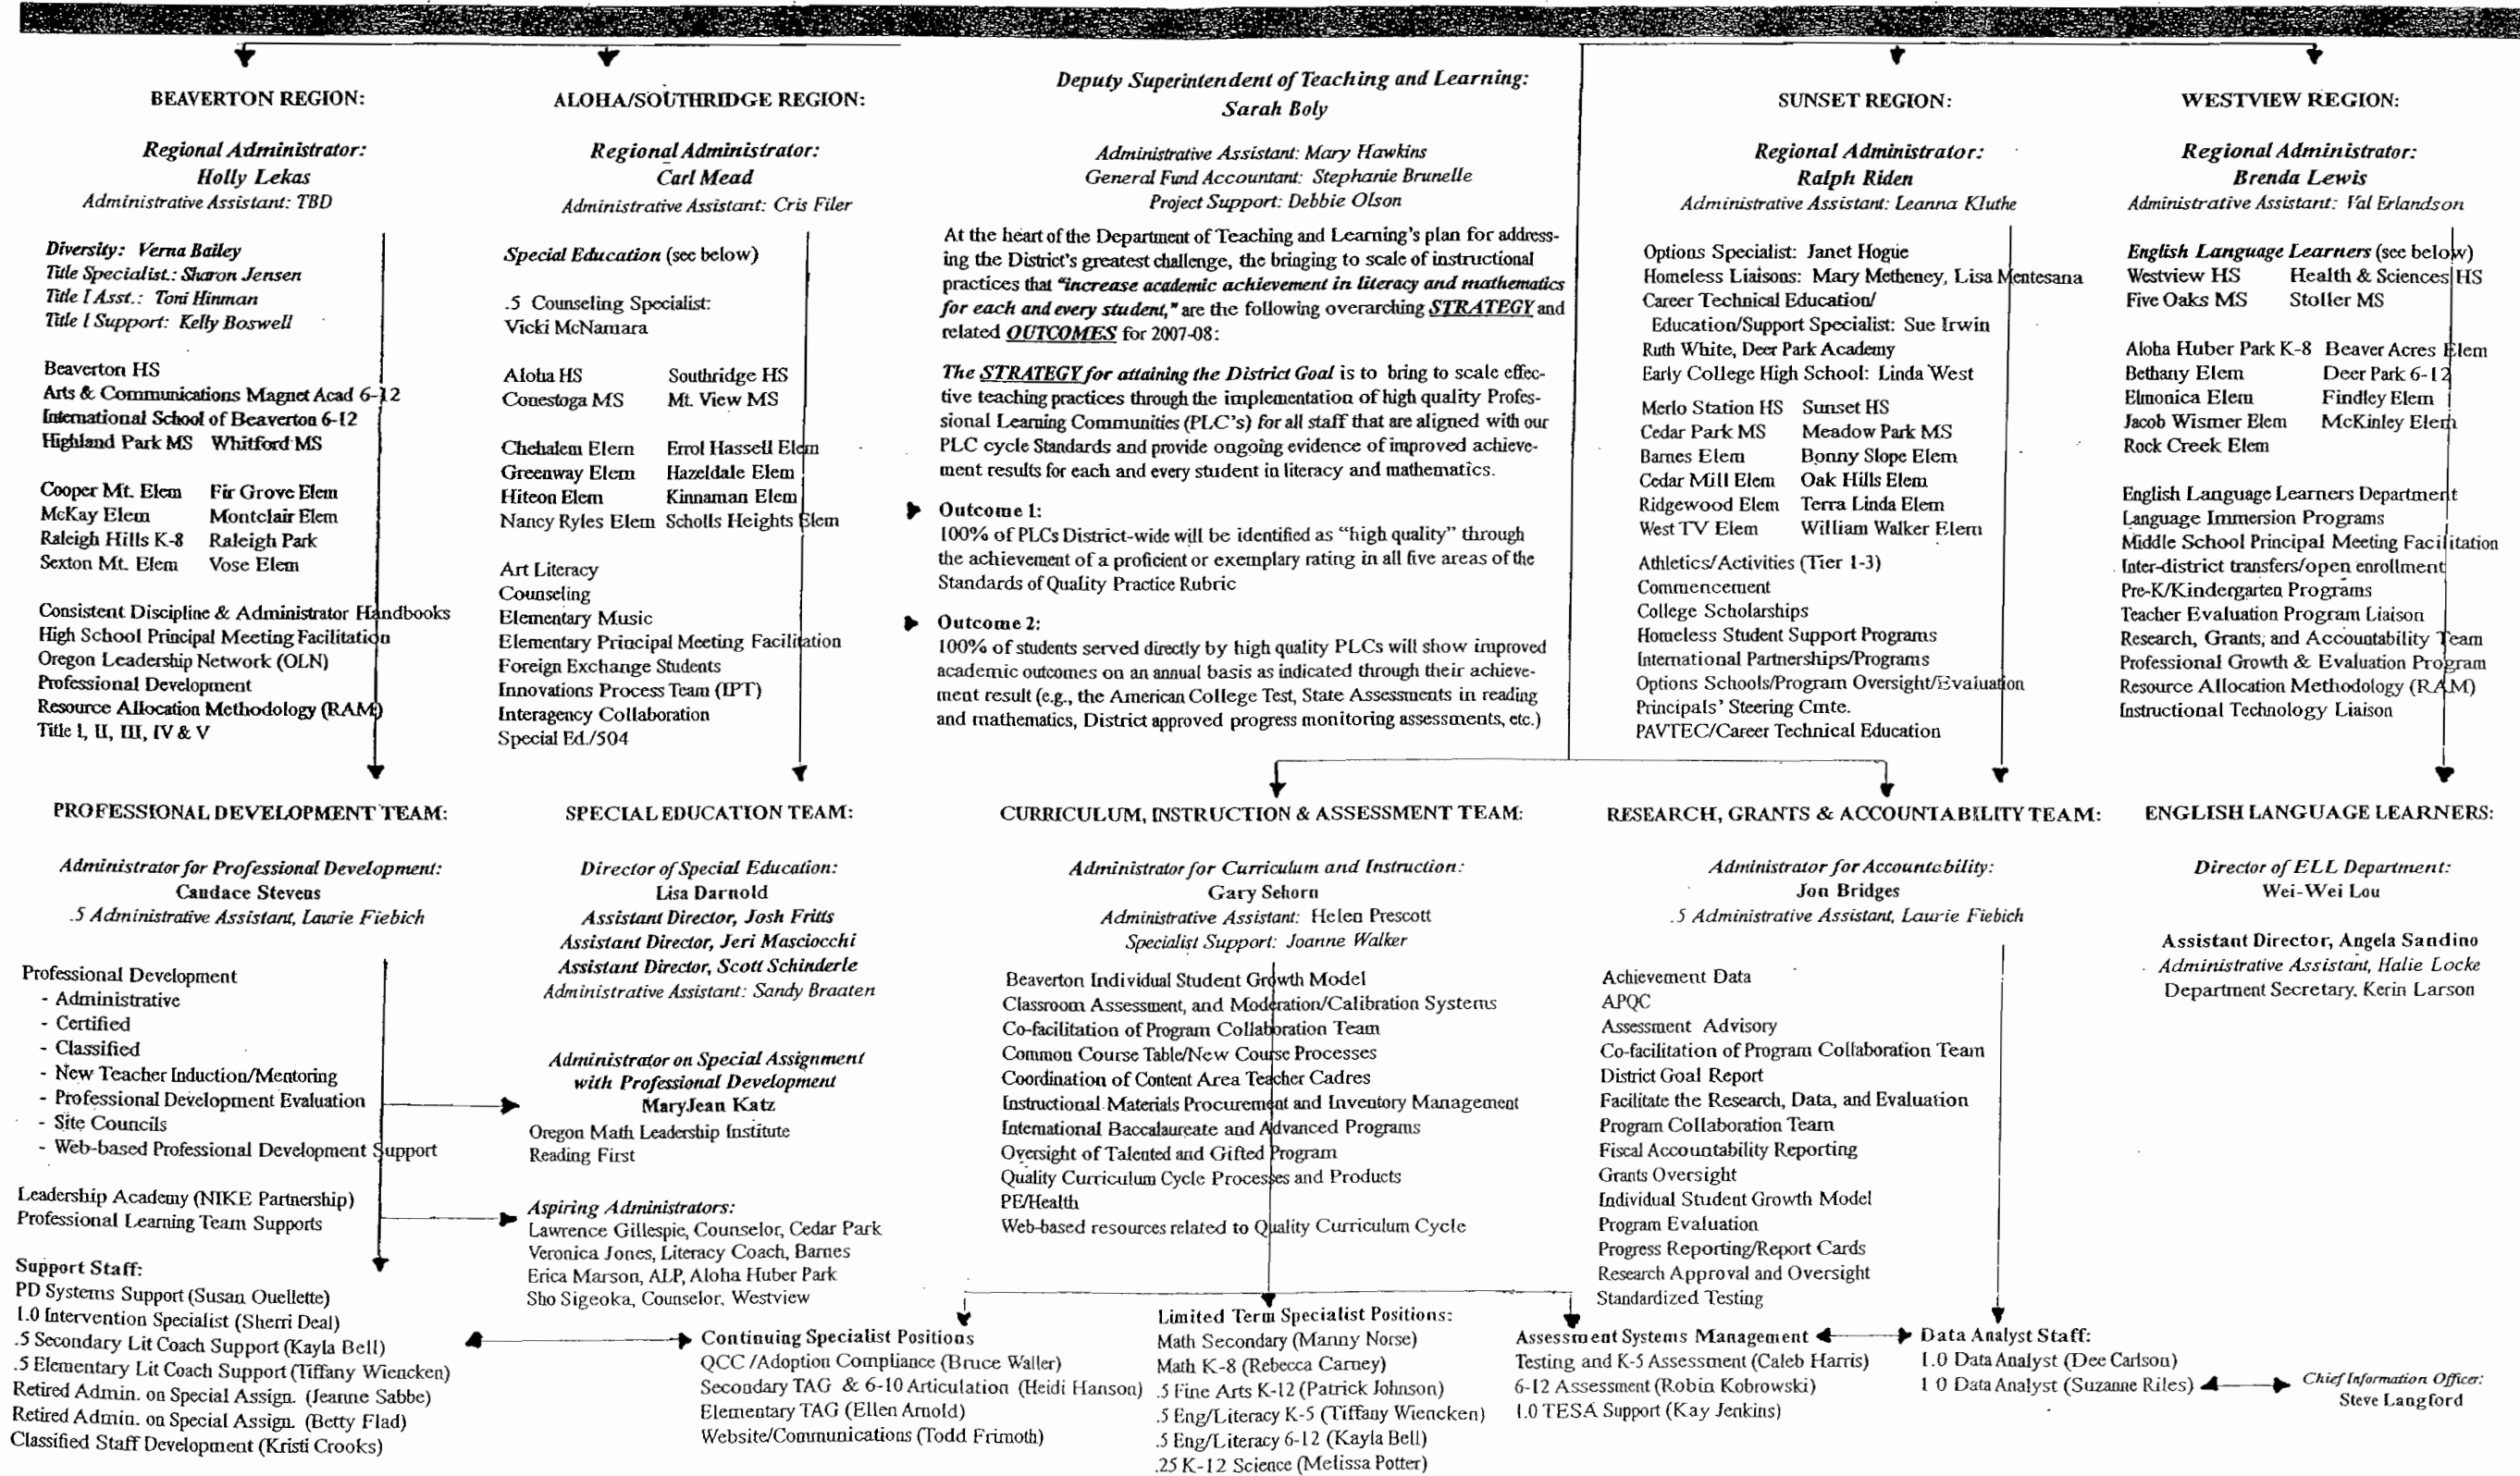 BEAVERTON REGION:
Regional Administrator:
Holly Lekas
Administrative Assistant: TBD
Diversity: Verna Bailey
Title Specialist.: Sharon Jensen
Title I Asst.: Toni Hinman
Title I Support: Kelly Boswell
Beaverton HS
Arts & Communications Magnet Acad 6-12
International School of Beaverton 6-12
Highland Park MS Whitford MS
Cooper Mt. Elem Fir Grove Elem
McKay Elem Montclair Elem
Raleigh Hills K-8 Raleigh Park
Sexton Mt. Elem Vose Elem
Consistent Discipline & Administrator Handbooks
High School Principal Meeting Facilitation
Oregon Leadership Network (OLN)
Professional Development
Resource Allocation Methodology (RAM)
Title I, II, III, IV & V
ALOHA/SOUTHRIDGE REGION:
Regional Administrator:
Carl Mead
Administrative Assistant: Cris Filer
Special Education (see below)
.5 Counseling Specialist:
Vicki McNamara
Aloha HS Southridge HS
Conestoga MS Mt. View MS
Chehalem Elem Errol Hassell Elem
Greenway Elem Hazeldale Elem
Hiteon Elem Kinnaman Elem
Nancy Ryles Elem Scholls Heights Elem
Art Literacy
Counseling
Elementary Music
Elementary Principal Meeting Facilitation
Foreign Exchange Students
Innovations Process Team (IPT)
Interagency Collaboration
Special Ed./504
Deputy Superintendent of Teaching and Learning:
Sarah Boly
Administrative Assistant: Mary Hawkins
General Fund Accountant: Stephanie Brunelle
Project Support: Debbie Olson
At the heart of the Department of Teaching and Learning's plan for address-
ing the District's greatest challenge, the bringing to scale of instructional
practices that "increase academic achievement in literacy and mathematics
for each and every student," are the following overarching STRATEGY and
related OUTCOMES for 2007-08:
The STRATEGY for attaining the District Goal is to bring to scale effec-
tive teaching practices through the implementation of high quality Profes-
sional Learning Communities (PLC's) for all staff that are aligned with our
PLC cycle Standards and provide ongoing evidence of improved achieve-
ment results for each and every student in literacy and mathematics.
Outcome 1:
100% of PLCs District-wide will be identified as "high quality" through
the achievement of a proficient or exemplary rating in all five areas of the
Standards of Quality Practice Rubric
Outcome 2:
100% of students served directly by high quality PLCs will show improved
academic outcomes on an annual basis as indicated through their achieve-
ment result (e.g., the American College Test, State Assessments in reading
and mathematics, District approved progress monitoring assessments, etc.)
SUNSET REGION:
Regional Administrator:
Ralph Riden
Administrative Assistant: Leanna Kluthe
Options Specialist: Janet Hogue
Homeless Liaisons: Mary Metheney, Lisa Mentesana
Career Technical Education/
Education/Support Specialist: Sue Irwin
Ruth White, Deer Park Academy
Early College High School: Linda West
Merlo Station HS Sunset HS
Cedar Park MS Meadow Park MS
Barnes Elem Bonny Slope Elem
Cedar Mill Elem Oak Hills Elem
Ridgewood Elem Terra Linda Elem
West TV Elem William Walker Elem
Athletics/Activities (Tier 1-3)
Commencement
College Scholarships
Homeless Student Support Programs
International Partnerships/Programs
Options Schools/Program Oversight/Evaluation
Principals' Steering Cmte.
PAVTEC/Career Technical Education
WESTVIEW REGION:
Regional Administrator:
Brenda Lewis
Administrative Assistant: Val Erlandson
English Language Learners (see below)
Westview HS Health & Sciences HS
Five Oaks MS Stoller MS
Aloha Huber Park K-8 Beaver Acres Elem
Bethany Elem Deer Park 6-12
Elmonica Elem Findley Elem
Jacob Wismer Elem McKinley Elem
Rock Creek Elem
English Language Learners Department
Language Immersion Programs
Middle School Principal Meeting Facilitation
Inter-district transfers/open enrollment
Pre-K/Kindergarten Programs
Teacher Evaluation Program Liaison
Research, Grants, and Accountability Team
Professional Growth & Evaluation Program
Resource Allocation Methodology (RAM)
Instructional Technology Liaison
PROFESSIONAL DEVELOPMENT TEAM:
Administrator for Professional Development:
Candace Stevens
.5 Administrative Assistant, Laurie Fiebich
Professional Development
- Administrative
- Certified
- Classified
- New Teacher Induction/Mentoring
- Professional Development Evaluation
- Site Councils
- Web-based Professional Development Support
Leadership Academy (NIKE Partnership)
Professional Learning Team Supports
Support Staff:
PD Systems Support (Susan Ouellette)
1.0 Intervention Specialist (Sherri Deal)
.5 Secondary Lit Coach Support (Kayla Bell)
.5 Elementary Lit Coach Support (Tiffany Wiencken)
Retired Admin. on Special Assign. (Jeanne Sabbe)
Retired Admin. on Special Assign. (Betty Flad)
Classified Staff Development (Kristi Crooks)
SPECIAL EDUCATION TEAM:
Director of Special Education:
Lisa Darnold
Assistant Director, Josh Fritts
Assistant Director, Jeri Masciocchi
Assistant Director, Scott Schinderle
Administrative Assistant: Sandy Braaten
Administrator on Special Assignment
with Professional Development
MaryJean Katz
Oregon Math Leadership Institute
Reading First
Aspiring Administrators:
Lawrence Gillespie, Counselor, Cedar Park
Veronica Jones, Literacy Coach, Barnes
Erica Marson, ALP, Aloha Huber Park
Sho Sigeoka, Counselor, Westview
CURRICULUM, INSTRUCTION & ASSESSMENT TEAM:
Administrator for Curriculum and Instruction:
Gary Sehorn
Administrative Assistant: Helen Prescott
Specialist Support: Joanne Walker
Beaverton Individual Student Growth Model
Classroom Assessment, and Moderation/Calibration Systems
Co-facilitation of Program Collaboration Team
Common Course Table/New Course Processes
Coordination of Content Area Teacher Cadres
Instructional Materials Procurement and Inventory Management
International Baccalaureate and Advanced Programs
Oversight of Talented and Gifted Program
Quality Curriculum Cycle Processes and Products
PE/Health
Web-based resources related to Quality Curriculum Cycle
Continuing Specialist Positions
QCC /Adoption Compliance (Bruce Waller)
Secondary TAG & 6-10 Articulation (Heidi Hanson)
Elementary TAG (Ellen Arnold)
Website/Communications (Todd Frimoth)
Limited Term Specialist Positions:
Math Secondary (Manny Norse)
Math K-8 (Rebecca Carney)
.5 Fine Arts K-12 (Patrick Johnson)
.5 Eng/Literacy K-5 (Tiffany Wiencken)
.5 Eng/Literacy 6-12 (Kayla Bell)
.25 K-12 Science (Melissa Potter)
RESEARCH, GRANTS & ACCOUNTABILITY TEAM:
Administrator for Accountability:
Jon Bridges
.5 Administrative Assistant, Laurie Fiebich
Achievement Data
APQC
Assessment Advisory
Co-facilitation of Program Collaboration Team
District Goal Report
Facilitate the Research, Data, and Evaluation
Program Collaboration Team
Fiscal Accountability Reporting
Grants Oversight
Individual Student Growth Model
Program Evaluation
Progress Reporting/Report Cards
Research Approval and Oversight
Standardized Testing
Assessment Systems Management
Testing and K-5 Assessment (Caleb Harris)
6-12 Assessment (Robin Kobrowski)
1.0 TESA Support (Kay Jenkins)
Data Analyst Staff:
1.0 Data Analyst (Dee Carlson)
1 0 Data Analyst (Suzanne Riles)
Chief Information Officer:
Steve Langford
ENGLISH LANGUAGE LEARNERS:
Director of ELL Department:
Wei-Wei Lou
Assistant Director, Angela Sandino
Administrative Assistant, Halie Locke
Department Secretary, Kerin Larson